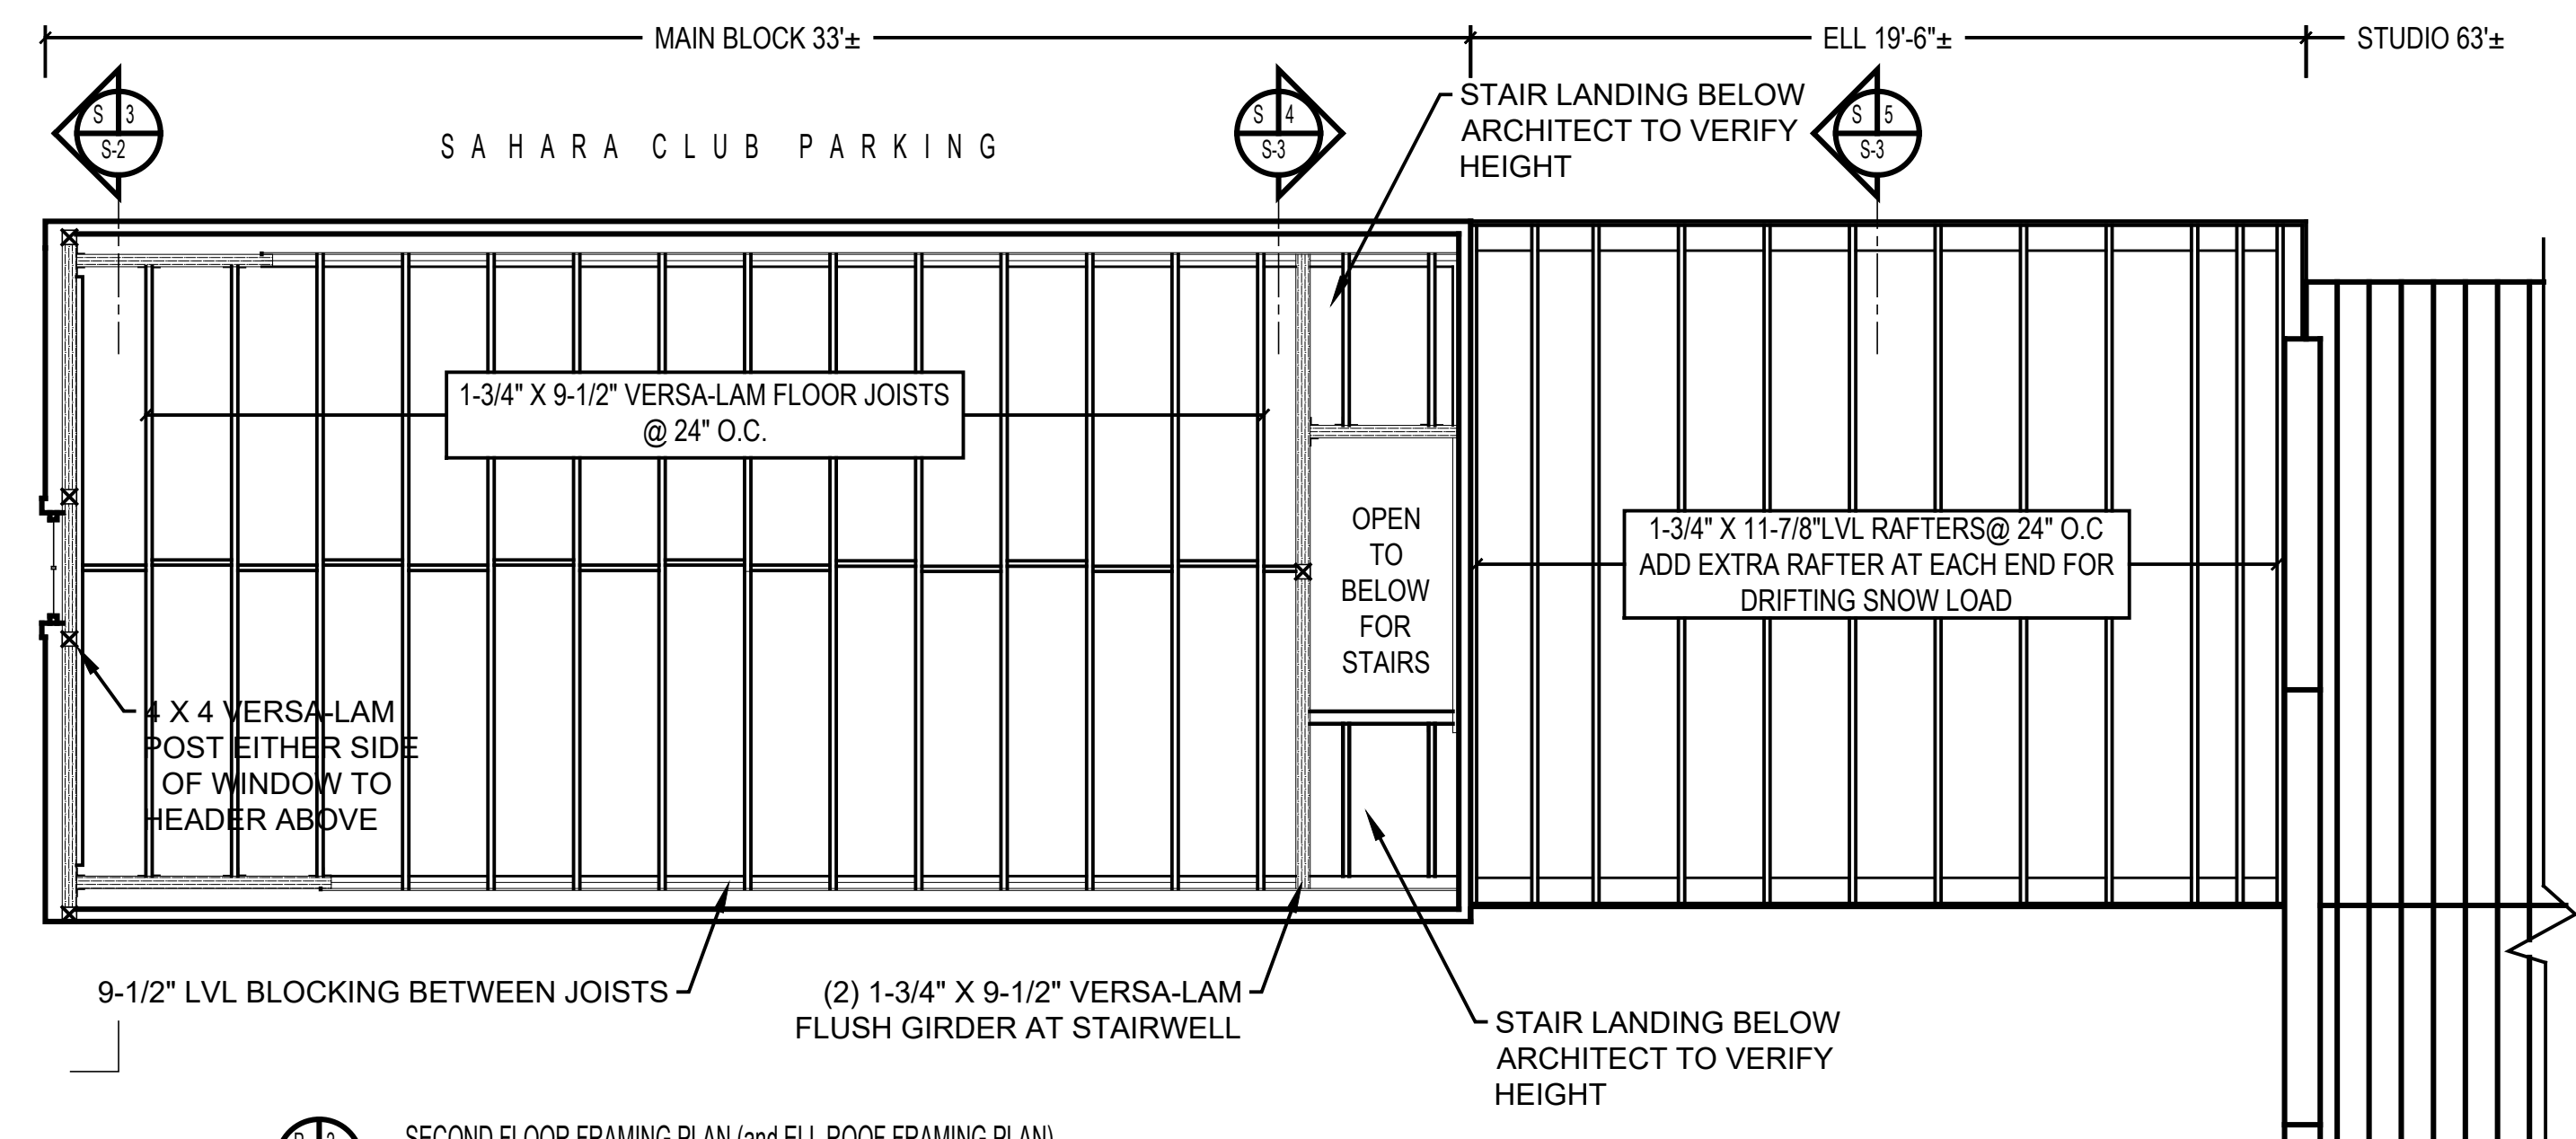 MAIN BLOCK 33'±
ELL 19'-6"±
STUDIO 63'±
S 3
S-2
SAHARA CLUB PARKING
S 4
S-3
STAIR LANDING BELOW
ARCHITECT TO VERIFY
HEIGHT
S 5
S-3
1-3/4" X 9-1/2" VERSA-LAM FLOOR JOISTS
@ 24" O.C.
OPEN
TO
BELOW
FOR
STAIRS
1-3/4" X 11-7/8"LVL RAFTERS@ 24" O.C
ADD EXTRA RAFTER AT EACH END FOR
DRIFTING SNOW LOAD
4 X 4 VERSA-LAM
POST EITHER SIDE
OF WINDOW TO
HEADER ABOVE
9-1/2" LVL BLOCKING BETWEEN JOISTS
(2) 1-3/4" X 9-1/2" VERSA-LAM
FLUSH GIRDER AT STAIRWELL
STAIR LANDING BELOW
ARCHITECT TO VERIFY
HEIGHT
SECOND FLOOR FRAMING PLAN (and ELL ROOF FRAMING PLAN)